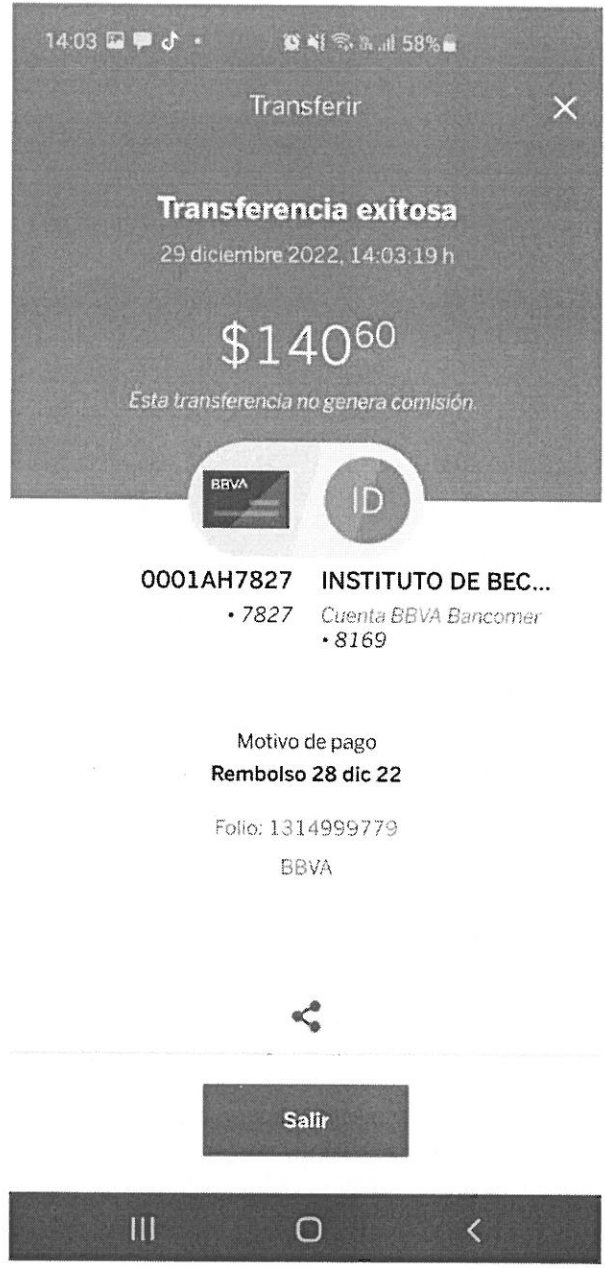 14:03
58%
Transferir
Transferencia exitosa
29 diciembre 2022, 14:03:19 h
$140⁶⁰
Esta transferencia no genera comisión.
BBVA
ID
0001AH7827
• 7827
INSTITUTO DE BEC...
Cuenta BBVA Bancomer
• 8169
Motivo de pago
Rembolso 28 dic 22
Folio: 1314999779
BBVA
Salir